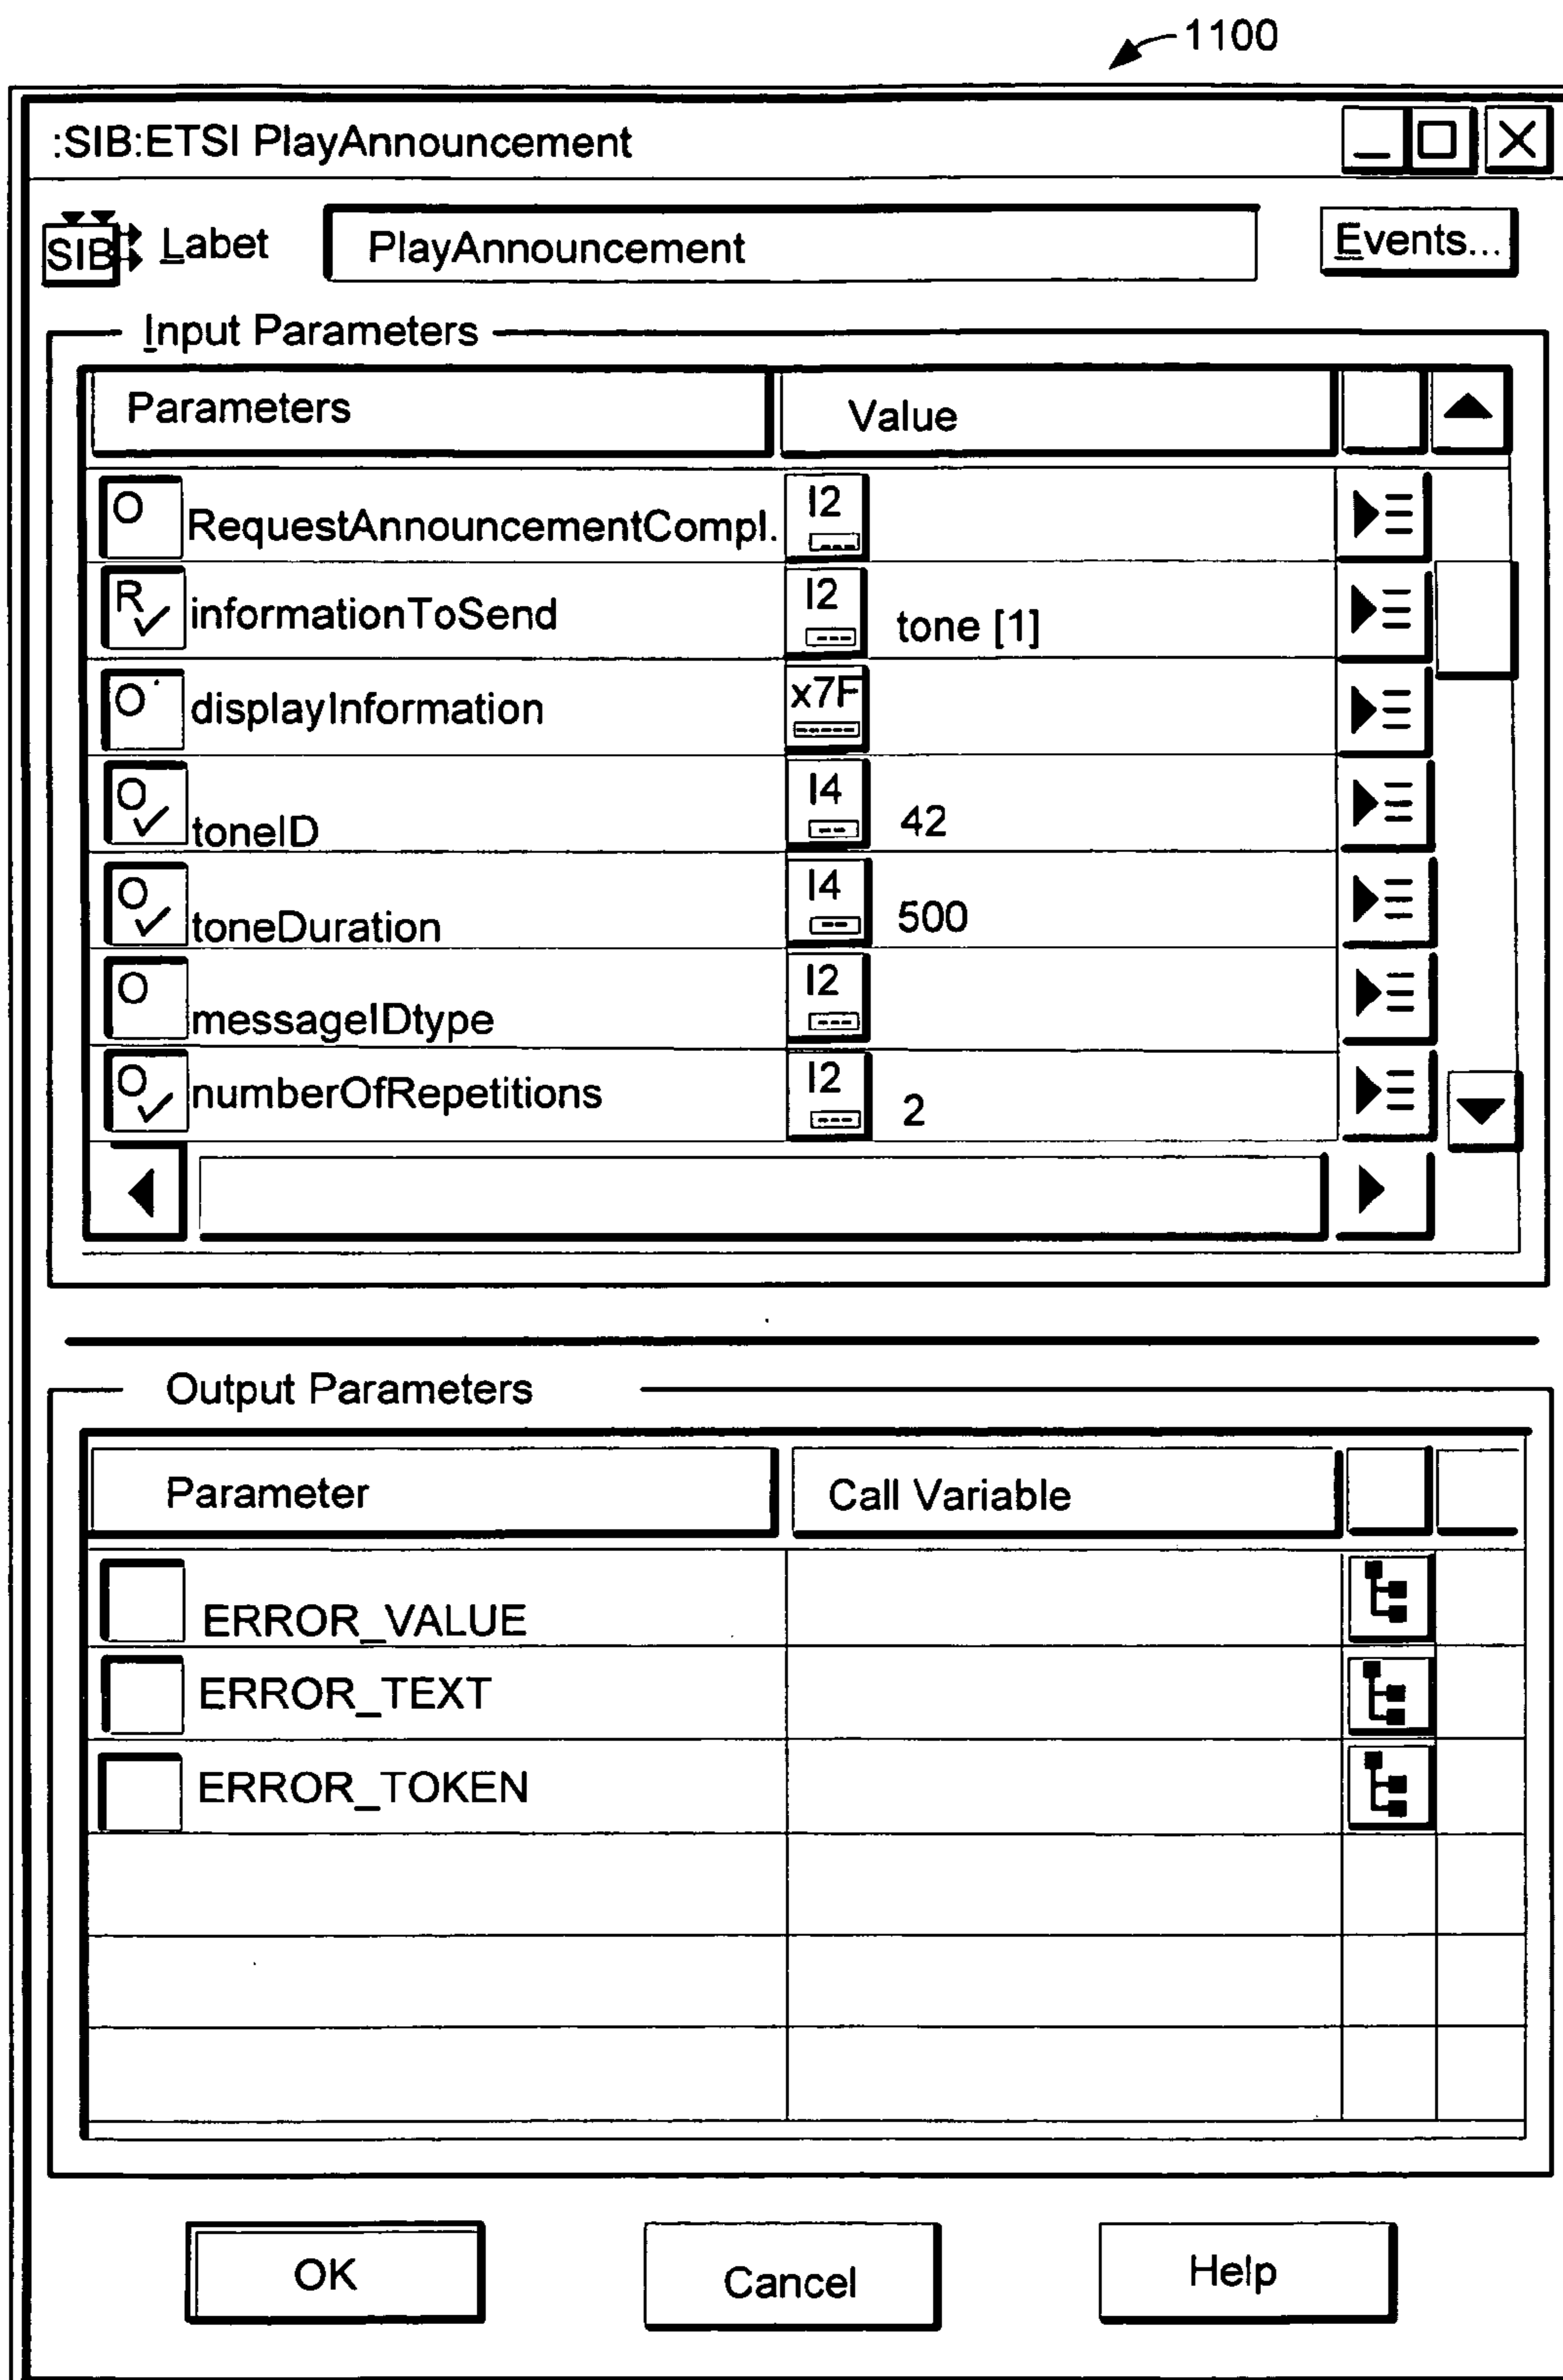 1100
:SIB:ETSI PlayAnnouncement
SIB Labet PlayAnnouncement Events...
Input Parameters
Parameters Value
O RequestAnnouncementCompl. I2
R informationToSend I2 tone [1]
O displayInformation x7F
O toneID I4 42
O toneDuration I4 500
O messageIDtype I2
O numberOfRepetitions I2 2
Output Parameters
Parameter Call Variable
ERROR_VALUE
ERROR_TEXT
ERROR_TOKEN
OK Cancel Help